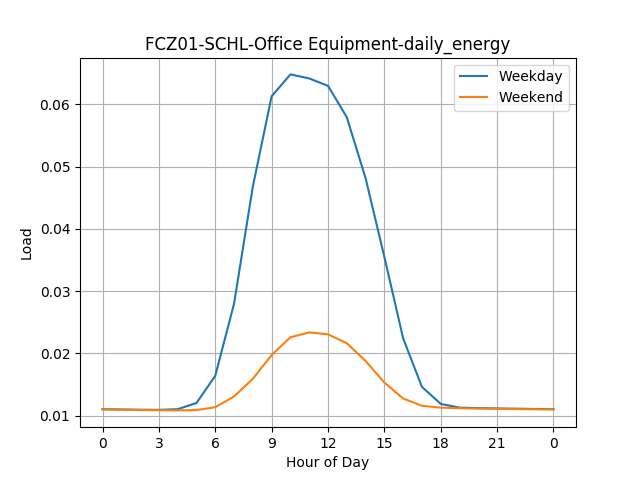 FCZ01-SCHL-Office Equipment-daily_energy
Weekday
Weekend
0.06
0.05
0.04
0.03
0.02
0.01
Load
0 3 6 9 12 15 18 21 0
Hour of Day